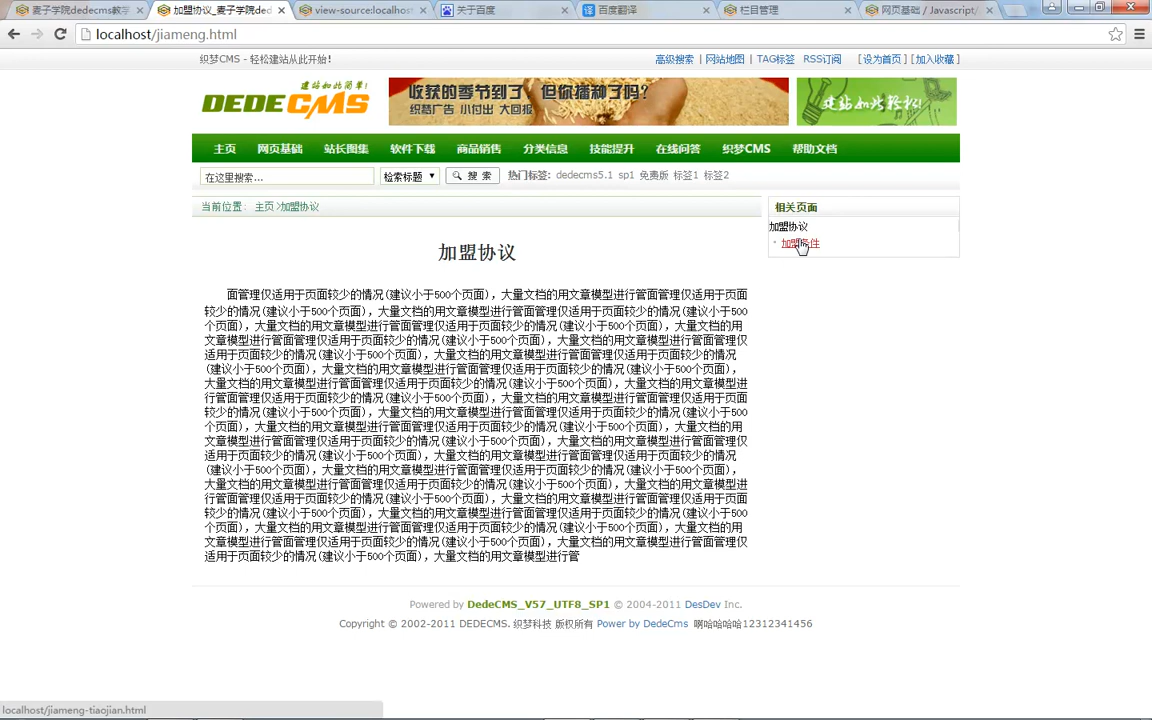 麦子学院dedecms教学
加盟协议_麦子学院ded
view-source:localhos
关于百度
百度翻译
栏目管理
网页基础 / Javascript/
localhost/jiameng.html
织梦CMS - 轻松建站从此开始!
高级搜索 | 网站地图 | TAG标签 RSS订阅 [设为首页] [加入收藏]
建站如此简单!
DEDECMS
收获的季节到了，但你播种了吗?
织梦广告 小付出 大回报
建站如此轻松!
主页 网页基础 站长图集 软件下载 商品销售 分类信息 技能提升 在线问答 织梦CMS 帮助文档
在这里搜索... 检索标题 搜 索 热门标签: dedecms5.1 sp1 免费版 标签1 标签2
当前位置: 主页>加盟协议
相关页面
加盟协议
加盟条件
加盟协议
面管理仅适用于页面较少的情况(建议小于500个页面)，大量文档的用文章模型进行管面管理仅适用于页面
较少的情况(建议小于500个页面)，大量文档的用文章模型进行管面管理仅适用于页面较少的情况(建议小于500
个页面)，大量文档的用文章模型进行管面管理仅适用于页面较少的情况(建议小于500个页面)，大量文档的用
文章模型进行管面管理仅适用于页面较少的情况(建议小于500个页面)，大量文档的用文章模型进行管面管理仅
适用于页面较少的情况(建议小于500个页面)，大量文档的用文章模型进行管面管理仅适用于页面较少的情况
(建议小于500个页面)，大量文档的用文章模型进行管面管理仅适用于页面较少的情况(建议小于500个页面)，
大量文档的用文章模型进行管面管理仅适用于页面较少的情况(建议小于500个页面)，大量文档的用文章模型进
行管面管理仅适用于页面较少的情况(建议小于500个页面)，大量文档的用文章模型进行管面管理仅适用于页面
较少的情况(建议小于500个页面)，大量文档的用文章模型进行管面管理仅适用于页面较少的情况(建议小于500
个页面)，大量文档的用文章模型进行管面管理仅适用于页面较少的情况(建议小于500个页面)，大量文档的用
文章模型进行管面管理仅适用于页面较少的情况(建议小于500个页面)，大量文档的用文章模型进行管面管理仅
适用于页面较少的情况(建议小于500个页面)，大量文档的用文章模型进行管面管理仅适用于页面较少的情况
(建议小于500个页面)，大量文档的用文章模型进行管面管理仅适用于页面较少的情况(建议小于500个页面)，
大量文档的用文章模型进行管面管理仅适用于页面较少的情况(建议小于500个页面)，大量文档的用文章模型进
行管面管理仅适用于页面较少的情况(建议小于500个页面)，大量文档的用文章模型进行管面管理仅适用于页面
较少的情况(建议小于500个页面)，大量文档的用文章模型进行管面管理仅适用于页面较少的情况(建议小于500
个页面)，大量文档的用文章模型进行管面管理仅适用于页面较少的情况(建议小于500个页面)，大量文档的用
文章模型进行管面管理仅适用于页面较少的情况(建议小于500个页面)，大量文档的用文章模型进行管面管理仅
适用于页面较少的情况(建议小于500个页面)，大量文档的用文章模型进行管
Powered by DedeCMS_V57_UTF8_SP1 © 2004-2011 DesDev Inc.
Copyright © 2002-2011 DEDECMS. 织梦科技 版权所有 Power by DedeCms 啊哈哈哈哈12312341456
localhost/jiameng-tiaojian.html